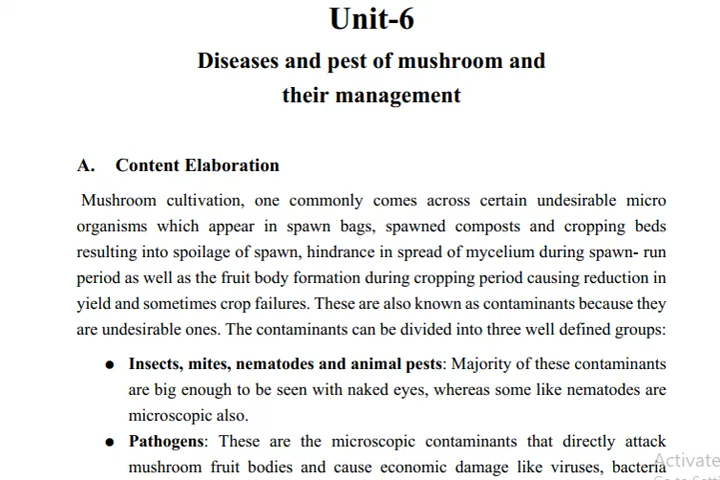 Unit-6
Diseases and pest of mushroom and
their management
A. Content Elaboration
Mushroom cultivation, one commonly comes across certain undesirable micro
organisms which appear in spawn bags, spawned composts and cropping beds
resulting into spoilage of spawn, hindrance in spread of mycelium during spawn- run
period as well as the fruit body formation during cropping period causing reduction in
yield and sometimes crop failures. These are also known as contaminants because they
are undesirable ones. The contaminants can be divided into three well defined groups:
● Insects, mites, nematodes and animal pests: Majority of these contaminants
are big enough to be seen with naked eyes, whereas some like nematodes are
microscopic also.
● Pathogens: These are the microscopic contaminants that directly attack
mushroom fruit bodies and cause economic damage like viruses, bacteria
Activate